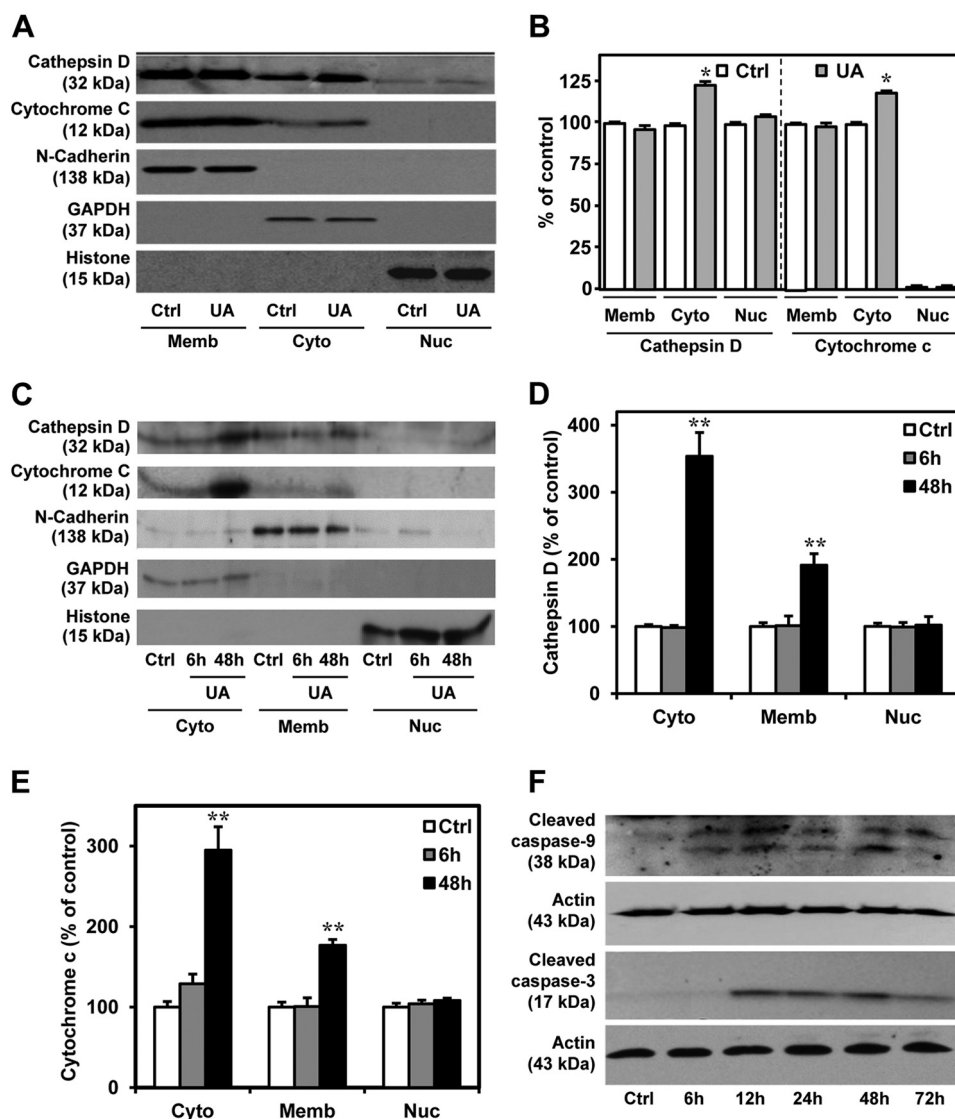 A
Cathepsin D
(32 kDa)
Cytochrome C
(12 kDa)
N-Cadherin
(138 kDa)
GAPDH
(37 kDa)
Histone
(15 kDa)
Ctrl UA Ctrl UA Ctrl UA
Memb Cyto Nuc
B
% of control
125
100
75
50
25
0
Ctrl UA
* *
Memb Cyto Nuc Memb Cyto Nuc
Cathepsin D Cytochrome c
C
Cathepsin D
(32 kDa)
Cytochrome C
(12 kDa)
N-Cadherin
(138 kDa)
GAPDH
(37 kDa)
Histone
(15 kDa)
Ctrl 6h 48h Ctrl 6h 48h Ctrl 6h 48h
UA UA UA
Cyto Memb Nuc
D
Cathepsin D (% of control)
400
300
200
100
0
** **
Ctrl
6h
48h
Cyto Memb Nuc
E
Cytochrome c (% of control)
300
200
100
0
** **
Ctrl
6h
48h
Cyto Memb Nuc
F
Cleaved
caspase-9
(38 kDa)
Actin
(43 kDa)
Cleaved
caspase-3
(17 kDa)
Actin
(43 kDa)
Ctrl 6h 12h 24h 48h 72h